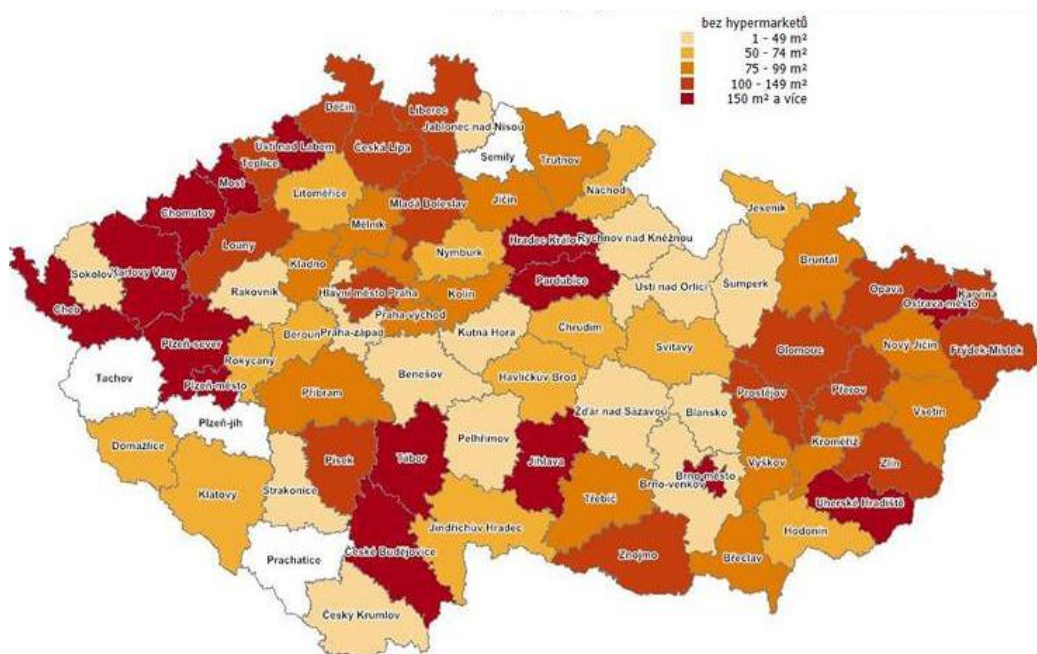 bez hypermarketů
1 - 49 m²
50 - 74 m²
75 - 99 m²
100 - 149 m²
150 m² a více
Děčín
Liberec
Jablonec nad Nisou
Ústí nad Labem
Česká Lípa
Semily
Trutnov
Teplice
Most
Litoměřice
Mladá Boleslav
Jičín
Náchod
Jeseník
Chomutov
Mělník
Louny
Nymburk
Hradec Králo
Rychnov nad Kněžnou
Bruntál
Sokolov
Karlovy Vary
Kladno
Rakovník
Hlavní město Praha
Kolín
Pardubice
Ústí nad Orlicí
Šumperk
Opava
Karviná
Ostrava-město
Cheb
Praha-východ
Praha-západ
Beroun
Kutná Hora
Chrudim
Svitavy
Olomouc
Nový Jičín
Frýdek-Místek
Plzeň-sever
Rokycany
Tachov
Plzeň-město
Benešov
Havlíčkuv Brod
Příbram
Prostějov
Přerov
Plzeň-jih
Žďár nad Sázavou
Blansko
Vsetín
Domažlice
Pelhřimov
Kroměříž
Klatovy
Písek
Tábor
Jihlava
Brno-město
Brno-venkov
Vyškov
Zlín
Strakonice
Třebíč
Uherské Hradiště
Jindřichuv Hradec
Hodonín
Prachatice
České Budějovice
Znojmo
Břeclav
Český Krumlov